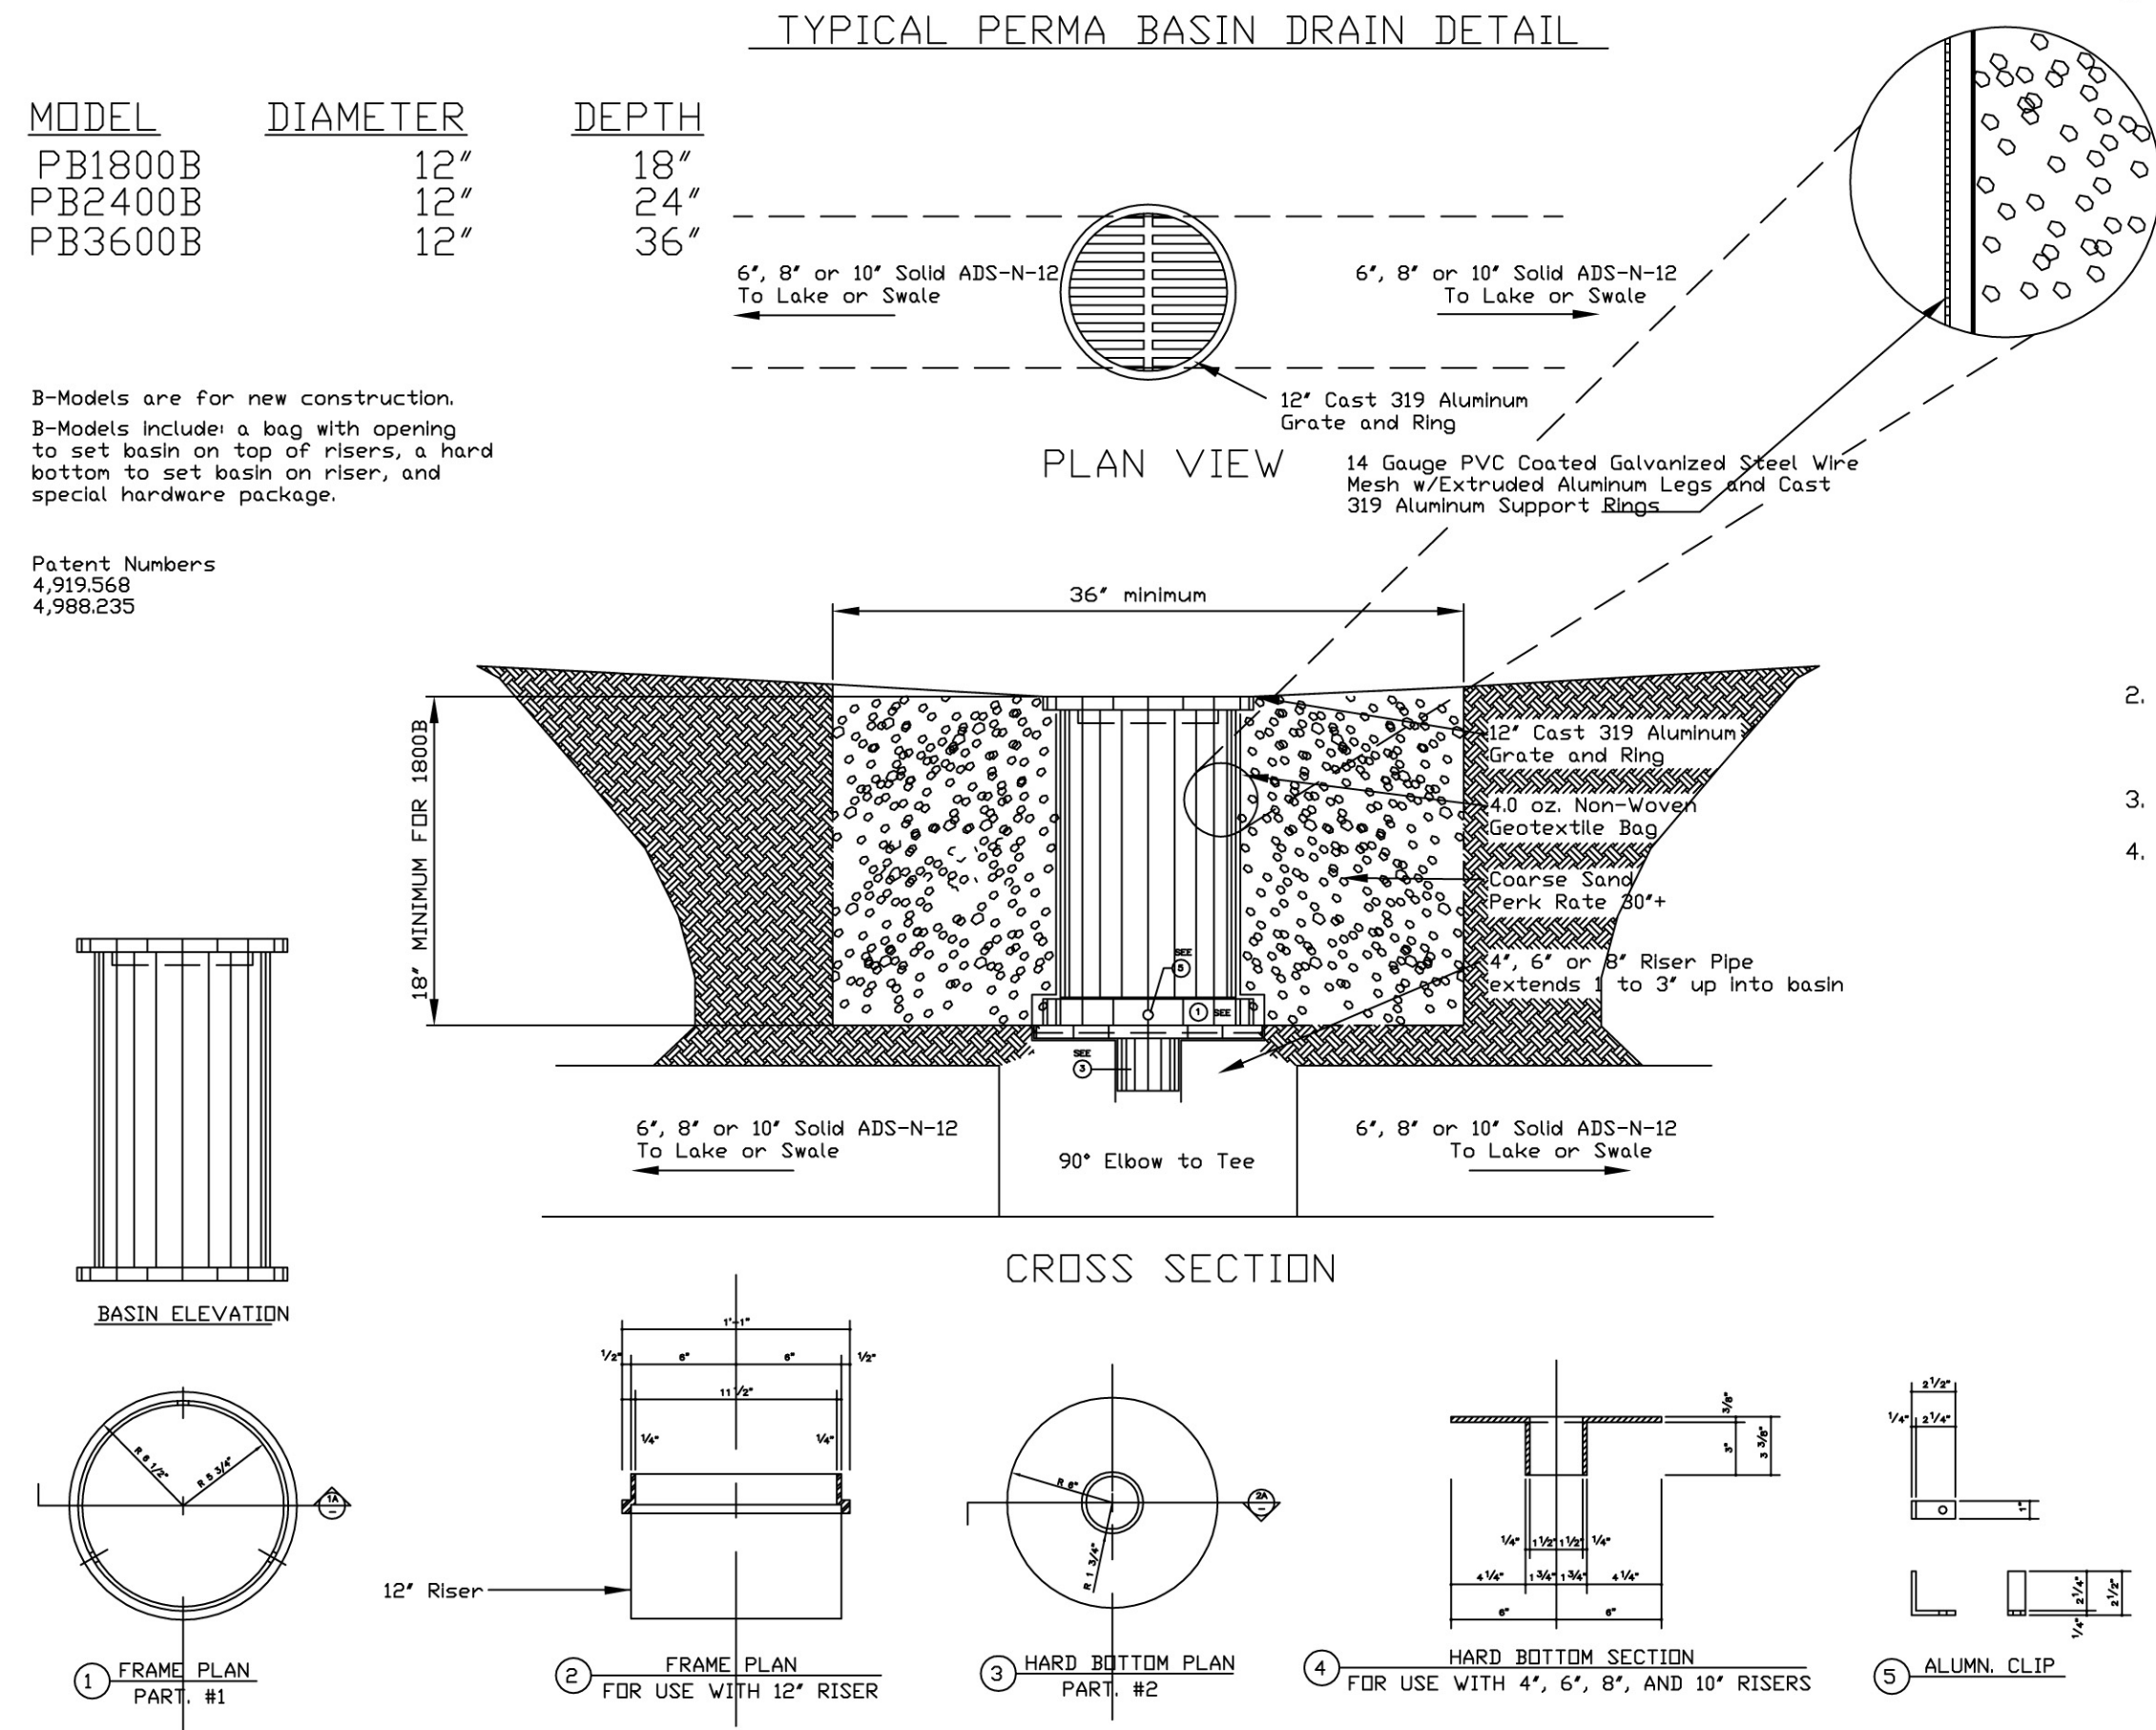 TYPICAL PERMA BASIN DRAIN DETAIL
MODEL DIAMETER DEPTH
PB1800B 12" 18"
PB2400B 12" 24"
PB3600B 12" 36"
6", 8" or 10" Solid ADS-N-12
To Lake or Swale
6", 8" or 10" Solid ADS-N-12
To Lake or Swale
12" Cast 319 Aluminum
Grate and Ring
PLAN VIEW
B-Models are for new construction.
B-Models include: a bag with opening
to set basin on top of risers, a hard
bottom to set basin on riser, and
special hardware package.
14 Gauge PVC Coated Galvanized Steel Wire
Mesh w/Extruded Aluminum Legs and Cast
319 Aluminum Support Rings
Patent Numbers
4,919.568
4,988.235
36" minimum
18" MINIMUM FOR 1800B
12" Cast 319 Aluminum
Grate and Ring
4.0 oz. Non-Woven
Geotextile Bag
Coarse Sand
Perk Rate 30"+
4", 6" or 8" Riser Pipe
extends 1 to 3" up into basin
2.
3.
4.
SEE
5
1 SEE
SEE
3
6", 8" or 10" Solid ADS-N-12
To Lake or Swale
90° Elbow to Tee
6", 8" or 10" Solid ADS-N-12
To Lake or Swale
CROSS SECTION
BASIN ELEVATION
R 6 1/2"
R 5 3/4"
1A
-
1 FRAME PLAN
PART. #1
1'-1"
1/2" 6" 6" 1/2"
11 1/2"
1/4" 1/4"
12" Riser
2 FRAME PLAN
FOR USE WITH 12" RISER
R 6"
R 1 3/4"
2A
-
3 HARD BOTTOM PLAN
PART. #2
3/8"
3"
3 3/8"
1/4" 1 1/2" 1 1/2" 1/4"
4 1/4" 1 3/4" 1 3/4" 4 1/4"
6" 6"
4 HARD BOTTOM SECTION
FOR USE WITH 4", 6", 8", AND 10" RISERS
2 1/2"
1/4" 2 1/4"
1"
2 1/4"
2 1/2"
1/4"
5 ALUMN. CLIP